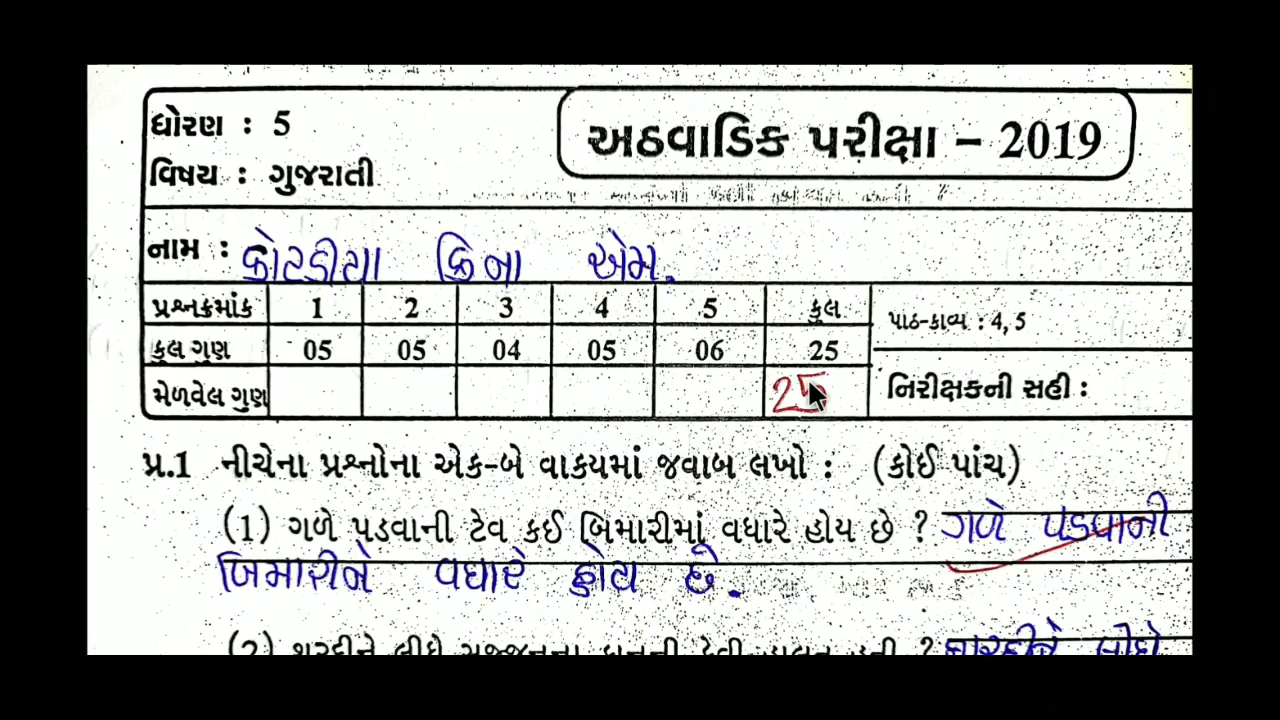 ધોરણ : 5
અઠવાડિક પરીક્ષા – 2019
વિષય : ગુજરાતી
નામ : કોટડીયા ક્રિના એમ.
પ્રશ્નક્રમાંક 1 2 3 4 5 કુલ
પાઠ-કાવ્ય : 4, 5
કુલ ગુણ 05 05 04 05 06 25
મેળવેલ ગુણ 25
નિરીક્ષકની સહી :
પ્ર.1 નીચેના પ્રશ્નોના એક-બે વાક્યમાં જવાબ લખો : (કોઈ પાંચ)
(1) ગળે પડવાની ટેવ કઈ બિમારીમાં વધારે હોય છે ? ગળે પડવાની
બિમારીને વધારે હોય છે.
(2) શરદીને લીધે